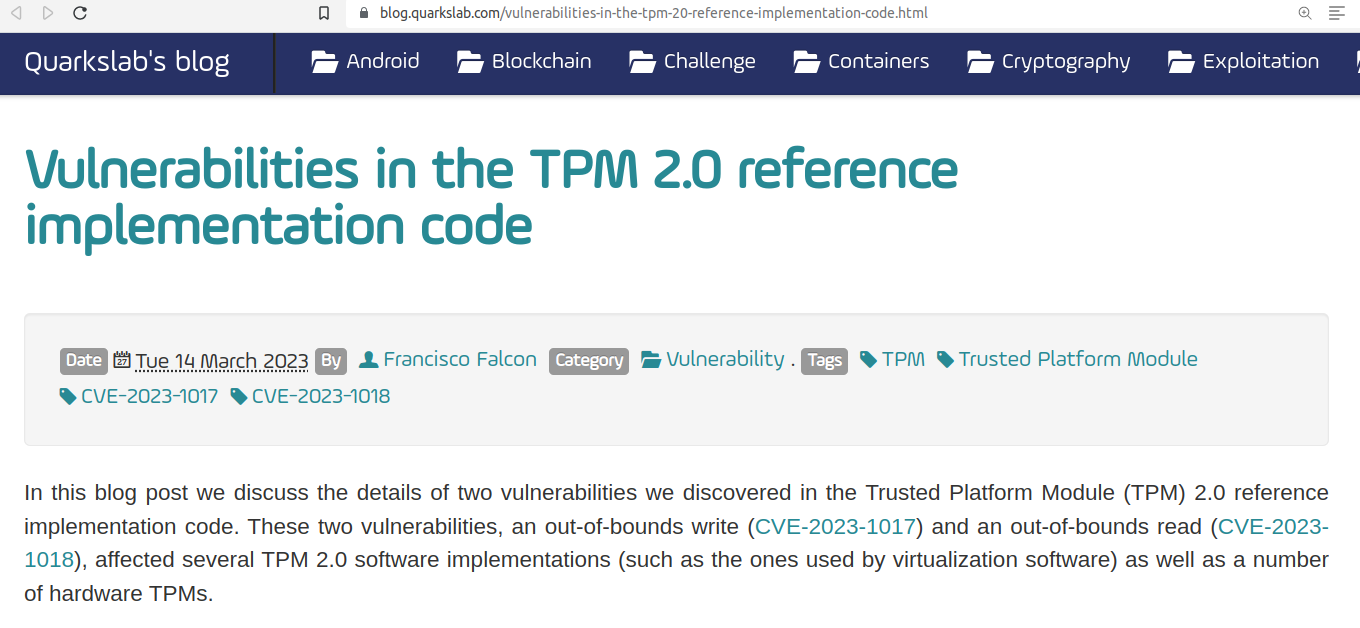 blog.quarkslab.com/vulnerabilities-in-the-tpm-20-reference-implementation-code.html
Quarkslab's blog Android Blockchain Challenge Containers Cryptography Exploitation
Vulnerabilities in the TPM 2.0 reference
implementation code
Date 27 Tue 14 March 2023 By Francisco Falcon Category Vulnerability . Tags TPM Trusted Platform Module
CVE-2023-1017 CVE-2023-1018
In this blog post we discuss the details of two vulnerabilities we discovered in the Trusted Platform Module (TPM) 2.0 reference
implementation code. These two vulnerabilities, an out-of-bounds write (CVE-2023-1017) and an out-of-bounds read (CVE-2023-
1018), affected several TPM 2.0 software implementations (such as the ones used by virtualization software) as well as a number
of hardware TPMs.